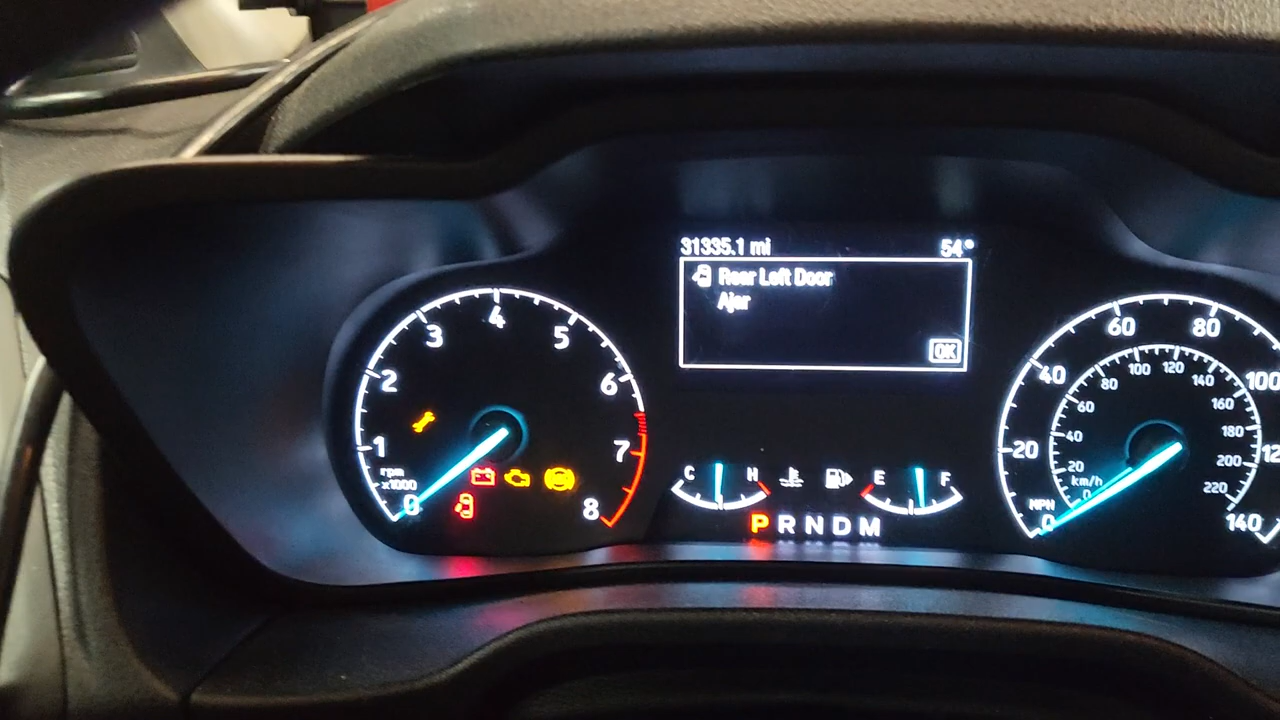 31335.1 mi 54°
Rear Left Door
Ajar
OK
0 1 2 3 4 5 6 7 8
rpm
x1000
C H E F
P R N D M
0 20 40 60 80 100 12 140
0 20 40 60 80 100 120 140 160 180 200 220
km/h
MPH